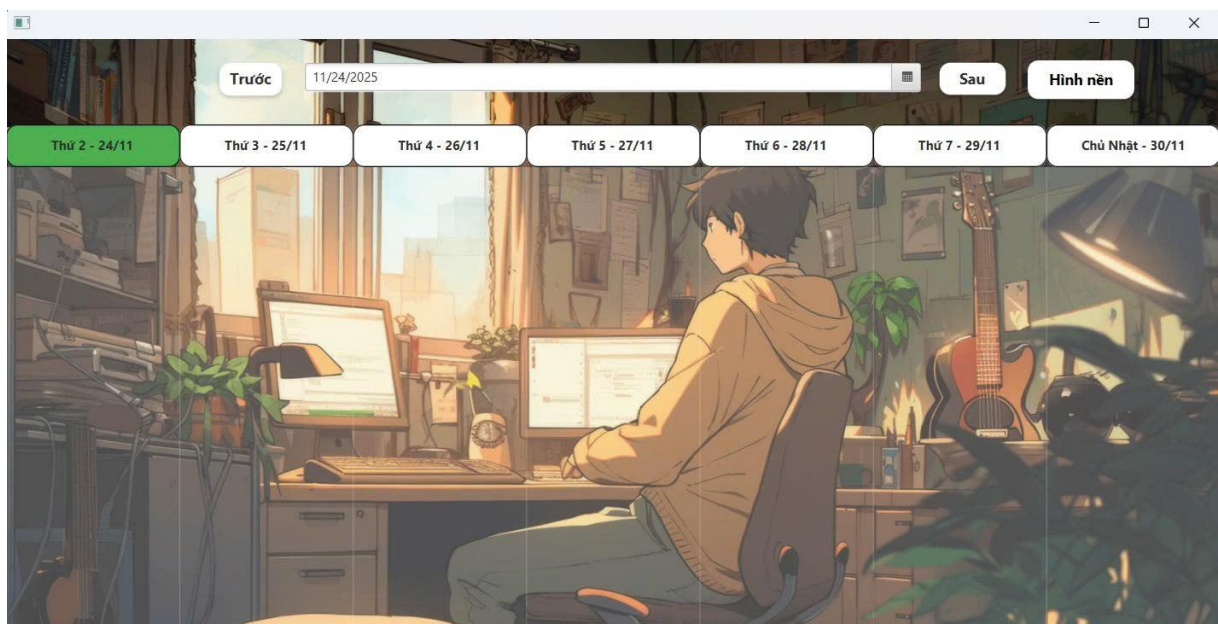 Trước 11/24/2025 Sau Hình nền
Thứ 2 - 24/11 Thứ 3 - 25/11 Thứ 4 - 26/11 Thứ 5 - 27/11 Thứ 6 - 28/11 Thứ 7 - 29/11 Chủ Nhật - 30/11